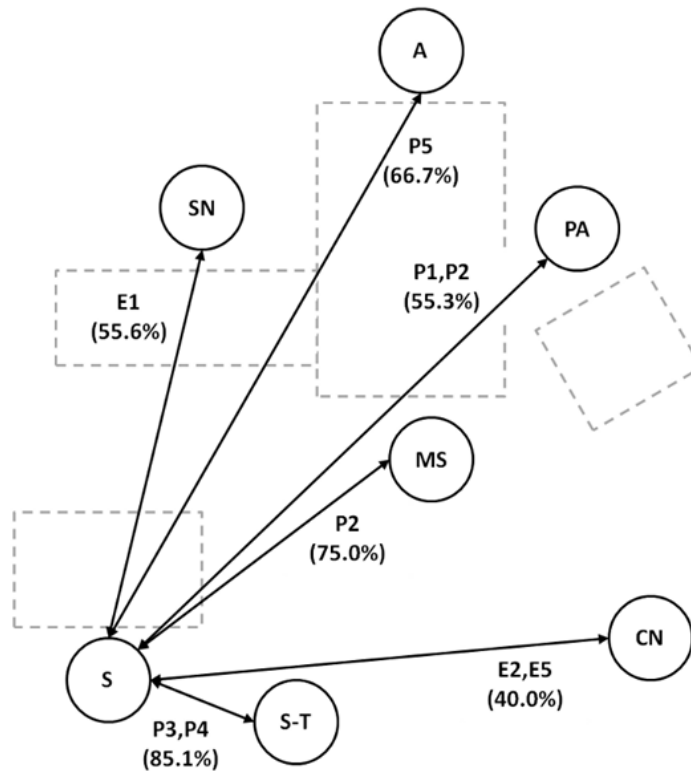 A
P5
(66.7%)
SN
PA
P1,P2
(55.3%)
E1
(55.6%)
MS
P2
(75.0%)
CN
E2,E5
(40.0%)
S
S-T
P3,P4
(85.1%)